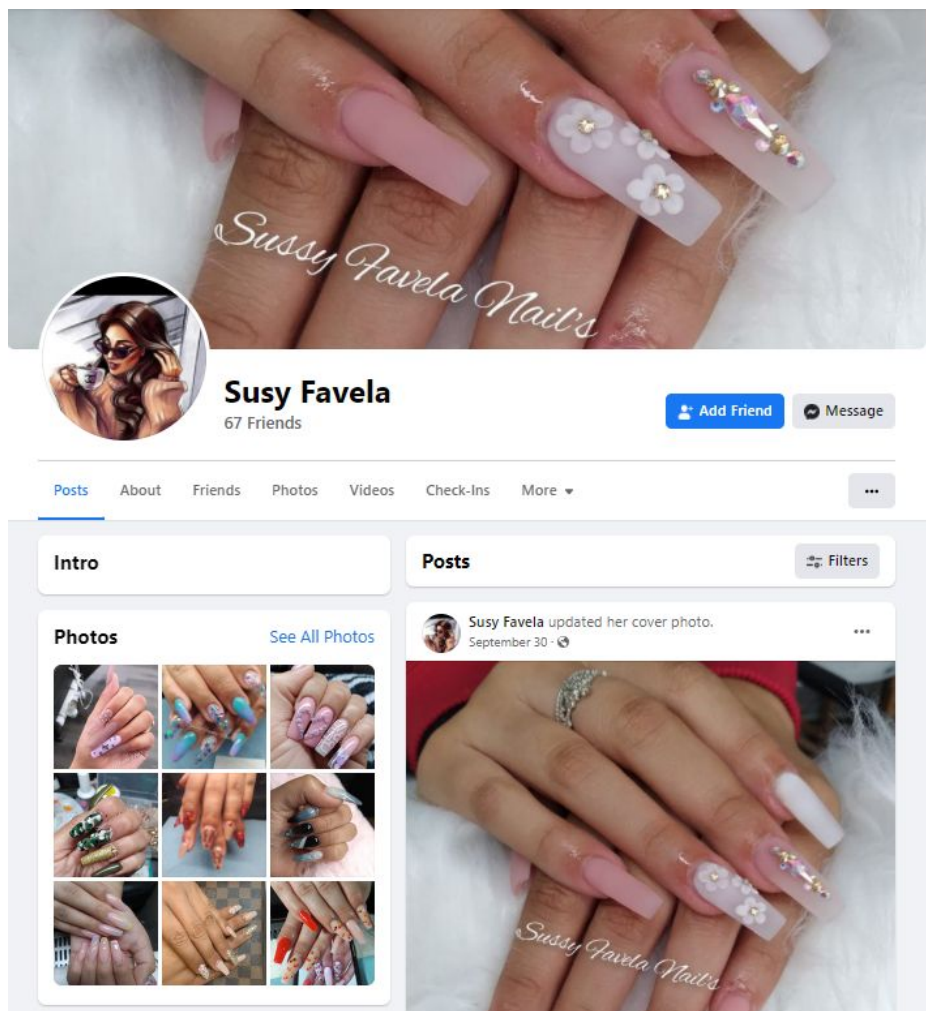 Sussy Favela Nail's
Susy Favela
67 Friends
Add Friend
Message
Posts
About
Friends
Photos
Videos
Check-Ins
More
Intro
Photos
See All Photos
Posts
Filters
Susy Favela updated her cover photo.
September 30 ·
Sussy Favela Nail's